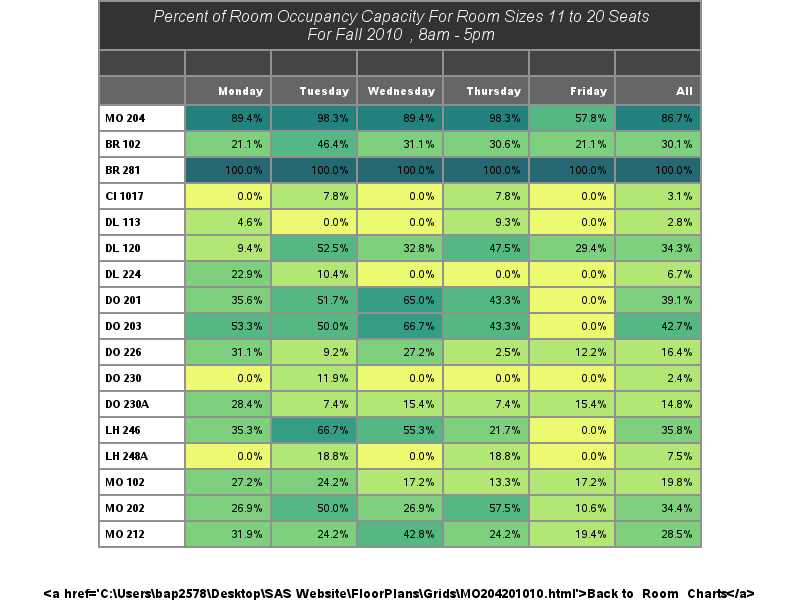 Percent of Room Occupancy Capacity For Room Sizes 11 to 20 Seats
For Fall 2010 , 8am - 5pm
Monday Tuesday Wednesday Thursday Friday All
MO 204 89.4% 98.3% 89.4% 98.3% 57.8% 86.7%
BR 102 21.1% 46.4% 31.1% 30.6% 21.1% 30.1%
BR 281 100.0% 100.0% 100.0% 100.0% 100.0% 100.0%
CI 1017 0.0% 7.8% 0.0% 7.8% 0.0% 3.1%
DL 113 4.6% 0.0% 0.0% 9.3% 0.0% 2.8%
DL 120 9.4% 52.5% 32.8% 47.5% 29.4% 34.3%
DL 224 22.9% 10.4% 0.0% 0.0% 0.0% 6.7%
DO 201 35.6% 51.7% 65.0% 43.3% 0.0% 39.1%
DO 203 53.3% 50.0% 66.7% 43.3% 0.0% 42.7%
DO 226 31.1% 9.2% 27.2% 2.5% 12.2% 16.4%
DO 230 0.0% 11.9% 0.0% 0.0% 0.0% 2.4%
DO 230A 28.4% 7.4% 15.4% 7.4% 15.4% 14.8%
LH 246 35.3% 66.7% 55.3% 21.7% 0.0% 35.8%
LH 248A 0.0% 18.8% 0.0% 18.8% 0.0% 7.5%
MO 102 27.2% 24.2% 17.2% 13.3% 17.2% 19.8%
MO 202 26.9% 50.0% 26.9% 57.5% 10.6% 34.4%
MO 212 31.9% 24.2% 42.8% 24.2% 19.4% 28.5%
<a href='C:\Users\bap2578\Desktop\SAS Website\FloorPlans\Grids\MO204201010.html'>Back to Room Charts</a>